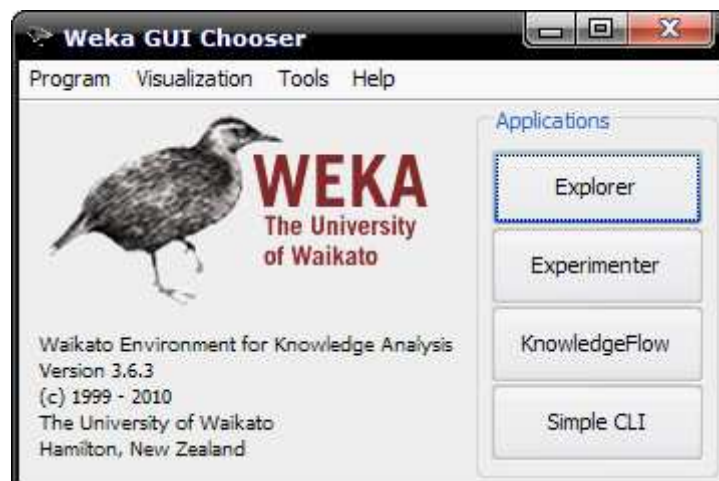 Weka GUI Chooser
Program Visualization Tools Help
WEKA
The University
of Waikato
Waikato Environment for Knowledge Analysis
Version 3.6.3
(c) 1999 - 2010
The University of Waikato
Hamilton, New Zealand
Applications
Explorer
Experimenter
KnowledgeFlow
Simple CLI